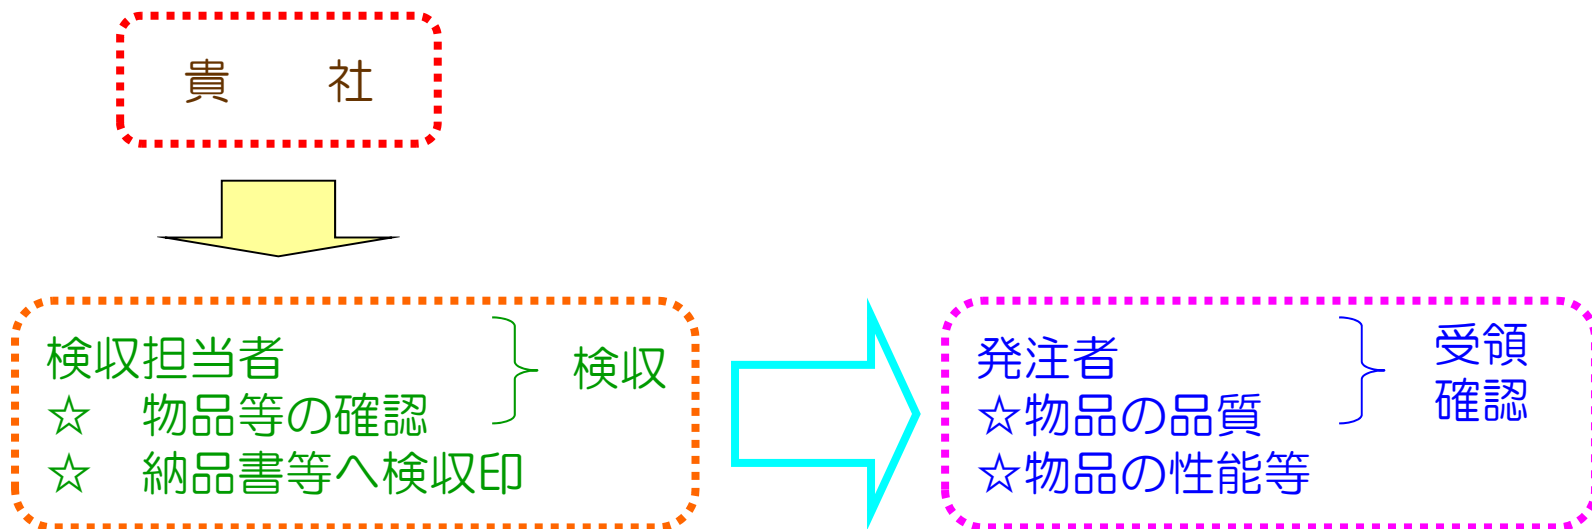 貴　　社
検収担当者
☆　物品等の確認
☆　納品書等へ検収印
検収
発注者
☆物品の品質
☆物品の性能等
受領
確認